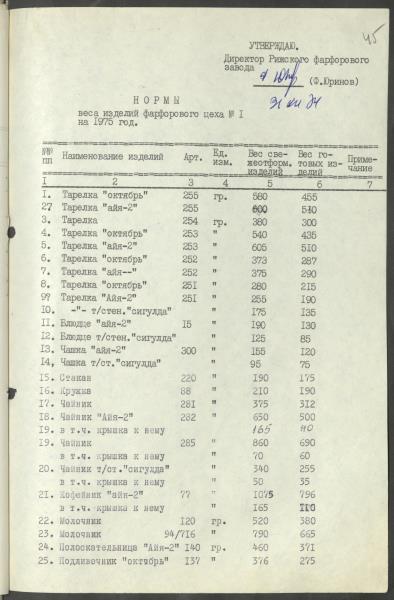 45
УТВЕРЖДАЮ.
Директор Рижского фарфорового
завода
(Ф.Юринов)
НОРМЫ
веса изделий фарфорового цеха № I
на 1975 год.
№№ пп Наименование изделий Арт. Ед. изм. Вес свежеотформ. изделий Вес готовых изделий Примечание
I 2 3 4 5 6 7
I. Тарелка "октябрь" 255 гр. 580 455
2? Тарелка "айя-2" 255 " 600 510
3. Тарелка 254 гр. 380 300
4. Тарелка "октябрь" 253 " 540 435
5. Тарелка "айя-2" 253 " 605 510
6. Тарелка "октябрь" 252 " 373 287
7. Тарелка "айя--" 252 " 375 290
8. Тарелка "октябрь" 251 " 280 215
9? Тарелка "Айя-2" 251 " 255 190
10. -"- т/стен."сигулда" " 175 135
11. Блюдце "айя-2" 15 " 190 130
12. Блюдце т/стен."сигулда" " 125 85
13. Чашка "айя-2" 300 " 155 120
14, Чашка т/ст."сигулда" " 95 75
15. Стакан 220 " 190 175
16. Кружка 88 " 210 190
17. Чайник 281 " 375 312
18. Чайник "Айя-2" 282 " 650 500
19. в т.ч. крышка к нему " 165 110
19. Чайник 285 " 860 690
в т.ч. крышка к нему " 70 60
20. Чайник т/ст."сигулда" " 340 255
в т.ч. крышка к нему " 50 35
21. Кофейник "айя-2" 77 " 1075 796
в т.ч. крышка к нему " 165 110
22. Молочник 120 гр. 520 380
23. Молочник 94/716 " 790 665
24. Полоскательница "Айя-2" 140 гр. 460 371
25. Подливочник "октябрь" 137 " 376 275